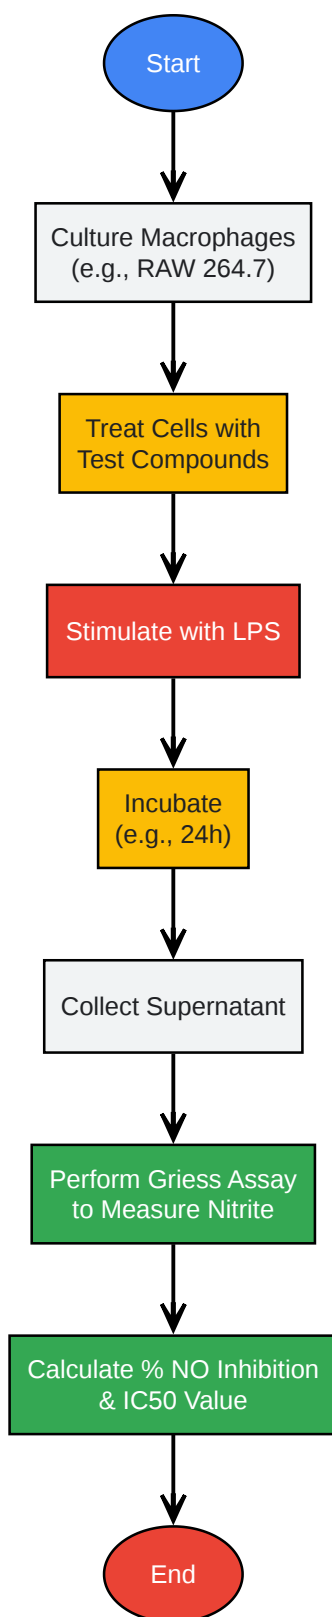 Start
Culture Macrophages
(e.g., RAW 264.7)
Treat Cells with
Test Compounds
Stimulate with LPS
Incubate
(e.g., 24h)
Collect Supernatant
Perform Griess Assay
to Measure Nitrite
Calculate % NO Inhibition
& IC50 Value
End